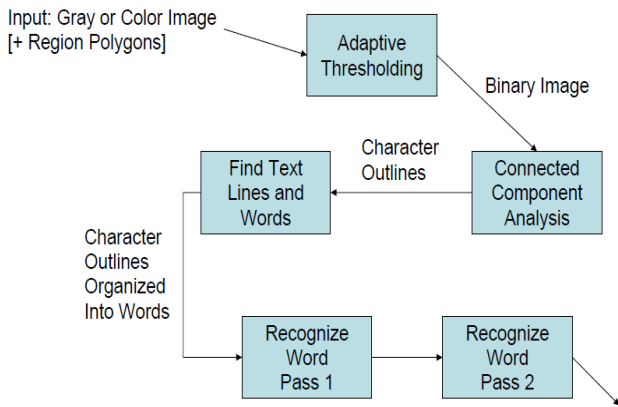 Input: Gray or Color Image
[+ Region Polygons]
Adaptive
Thresholding
Binary Image
Character
Outlines
Find Text
Lines and
Words
Connected
Component
Analysis
Character
Outlines
Organized
Into Words
Recognize
Word
Pass 1
Recognize
Word
Pass 2